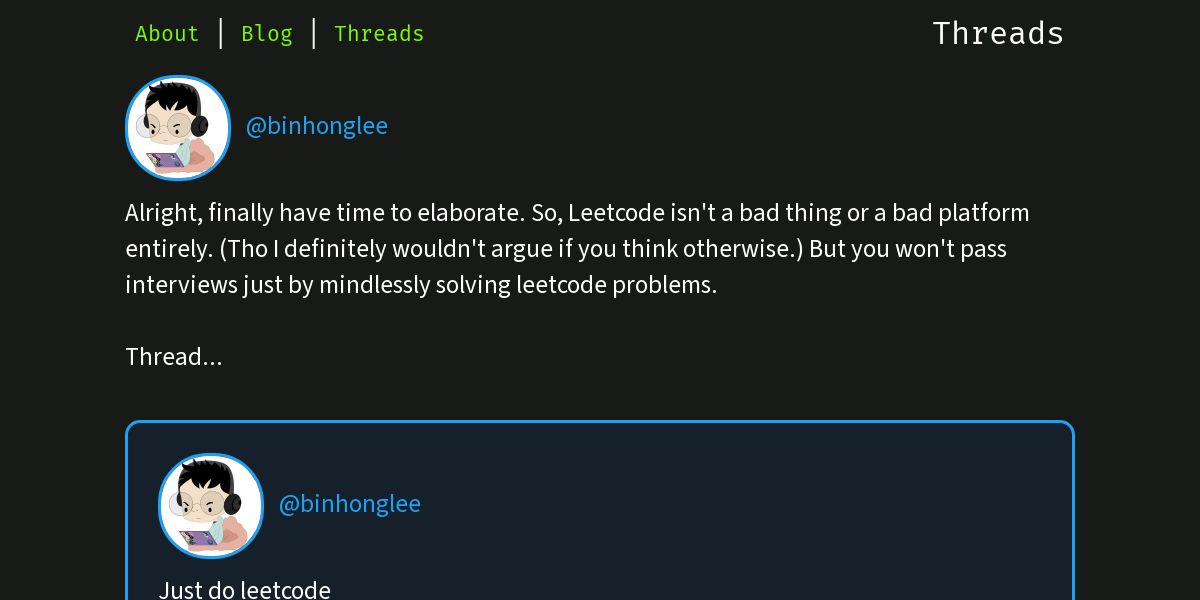 About | Blog | Threads
Threads
@binhonglee
Alright, finally have time to elaborate. So, Leetcode isn't a bad thing or a bad platform
entirely. (Tho I definitely wouldn't argue if you think otherwise.) But you won't pass
interviews just by mindlessly solving leetcode problems.
Thread...
@binhonglee
Just do leetcode